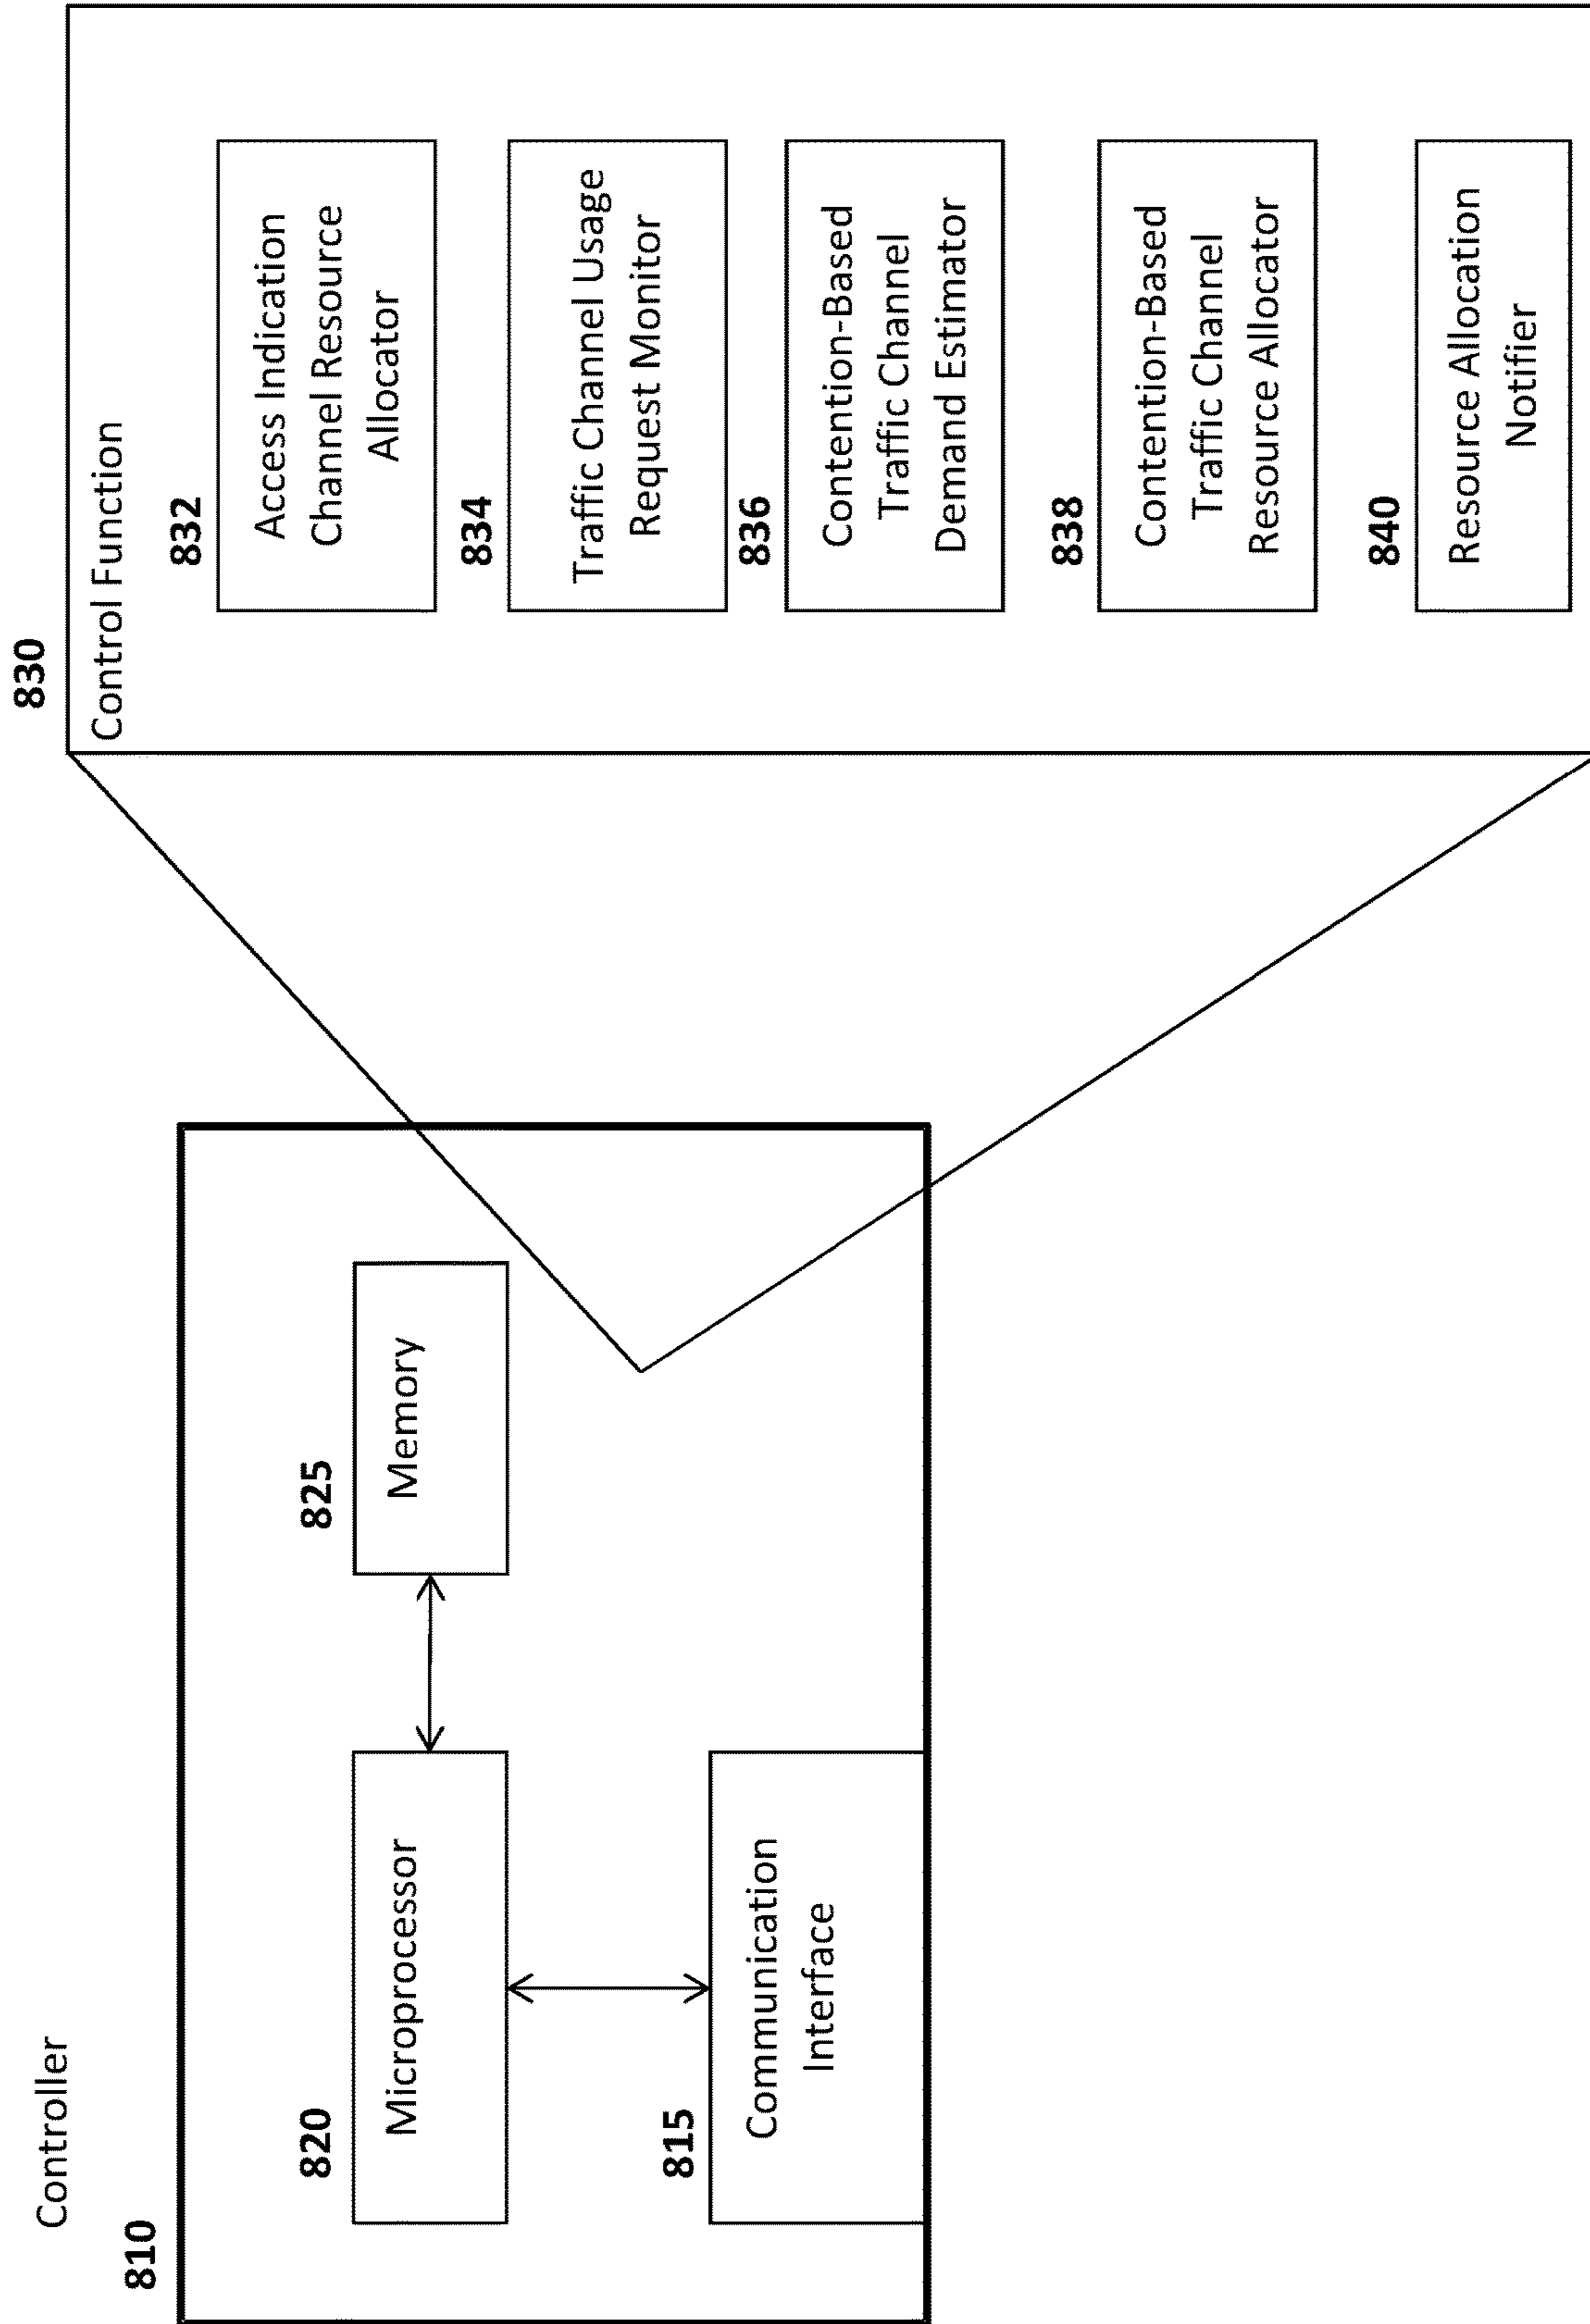 Controller
810
820
Microprocessor
825
Memory
815
Communication
Interface
830
Control Function
832
Access Indication
Channel Resource
Allocator
834
Traffic Channel Usage
Request Monitor
836
Contention-Based
Traffic Channel
Demand Estimator
838
Contention-Based
Traffic Channel
Resource Allocator
840
Resource Allocation
Notifier